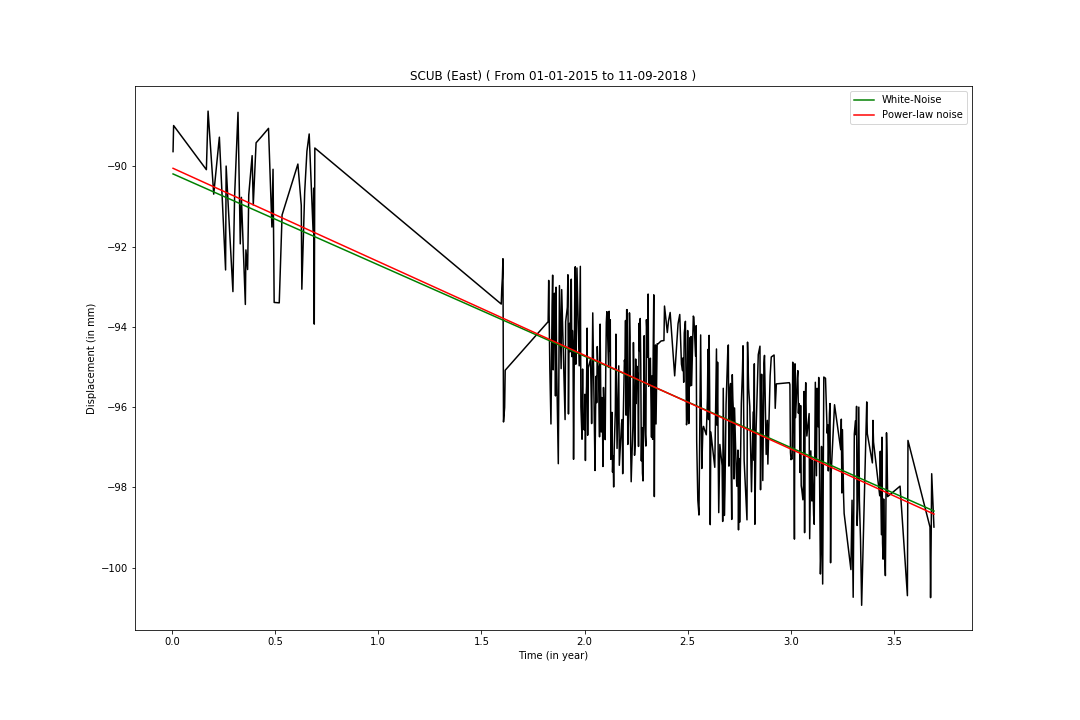 SCUB (East) ( From 01-01-2015 to 11-09-2018 )
White-Noise
Power-law noise
Displacement (in mm)
−90
−92
−94
−96
−98
−100
0.0 0.5 1.0 1.5 2.0 2.5 3.0 3.5
Time (in year)